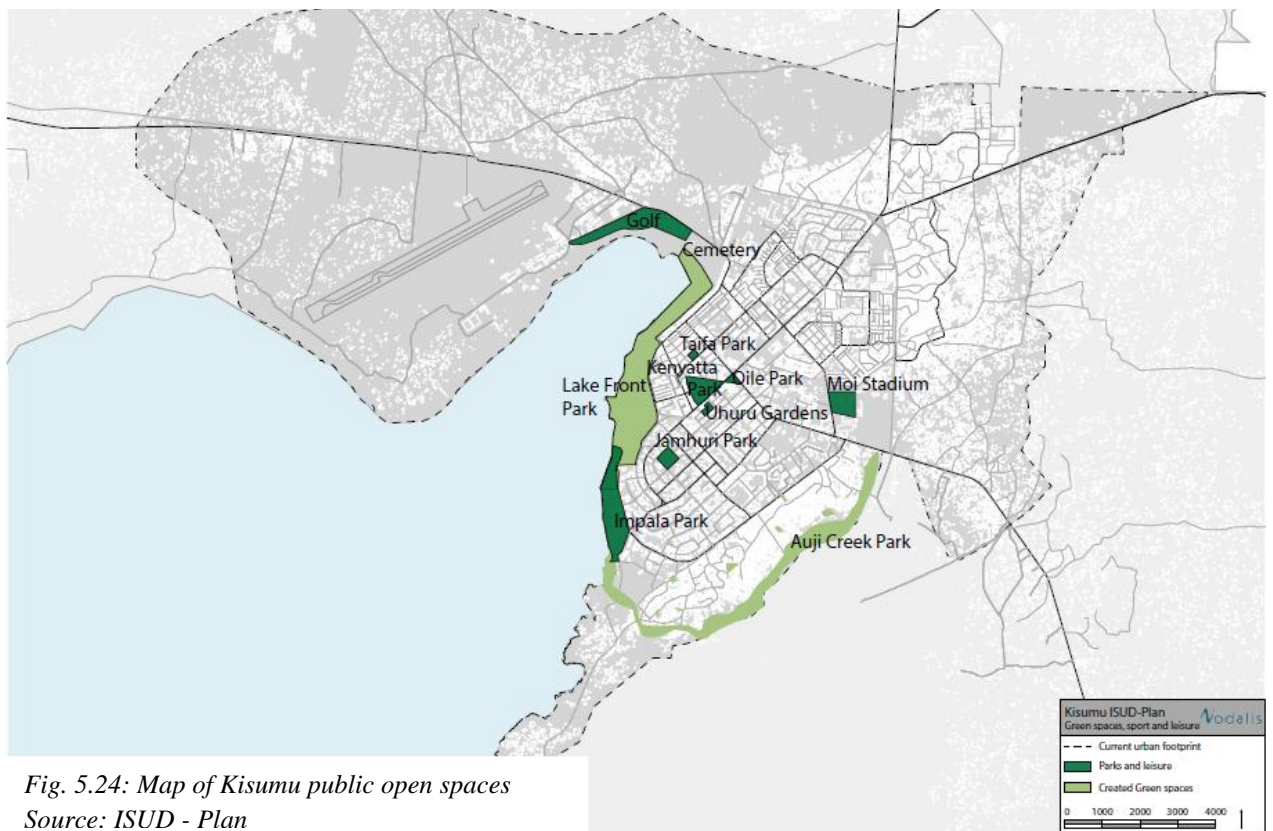 Golf
Cemetery
Taifa Park
Kenyatta
Park
Oile Park
Lake Front
Park
Moi Stadium
Uhuru Gardens
Jamhuri Park
Impala Park
Auji Creek Park
Kisumu ISUD-Plan
Green spaces, sport and leisure
Nodalis
Current urban footprint
Parks and leisure
Created Green spaces
0 1000 2000 3000 4000
Fig. 5.24: Map of Kisumu public open spaces
Source: ISUD - Plan